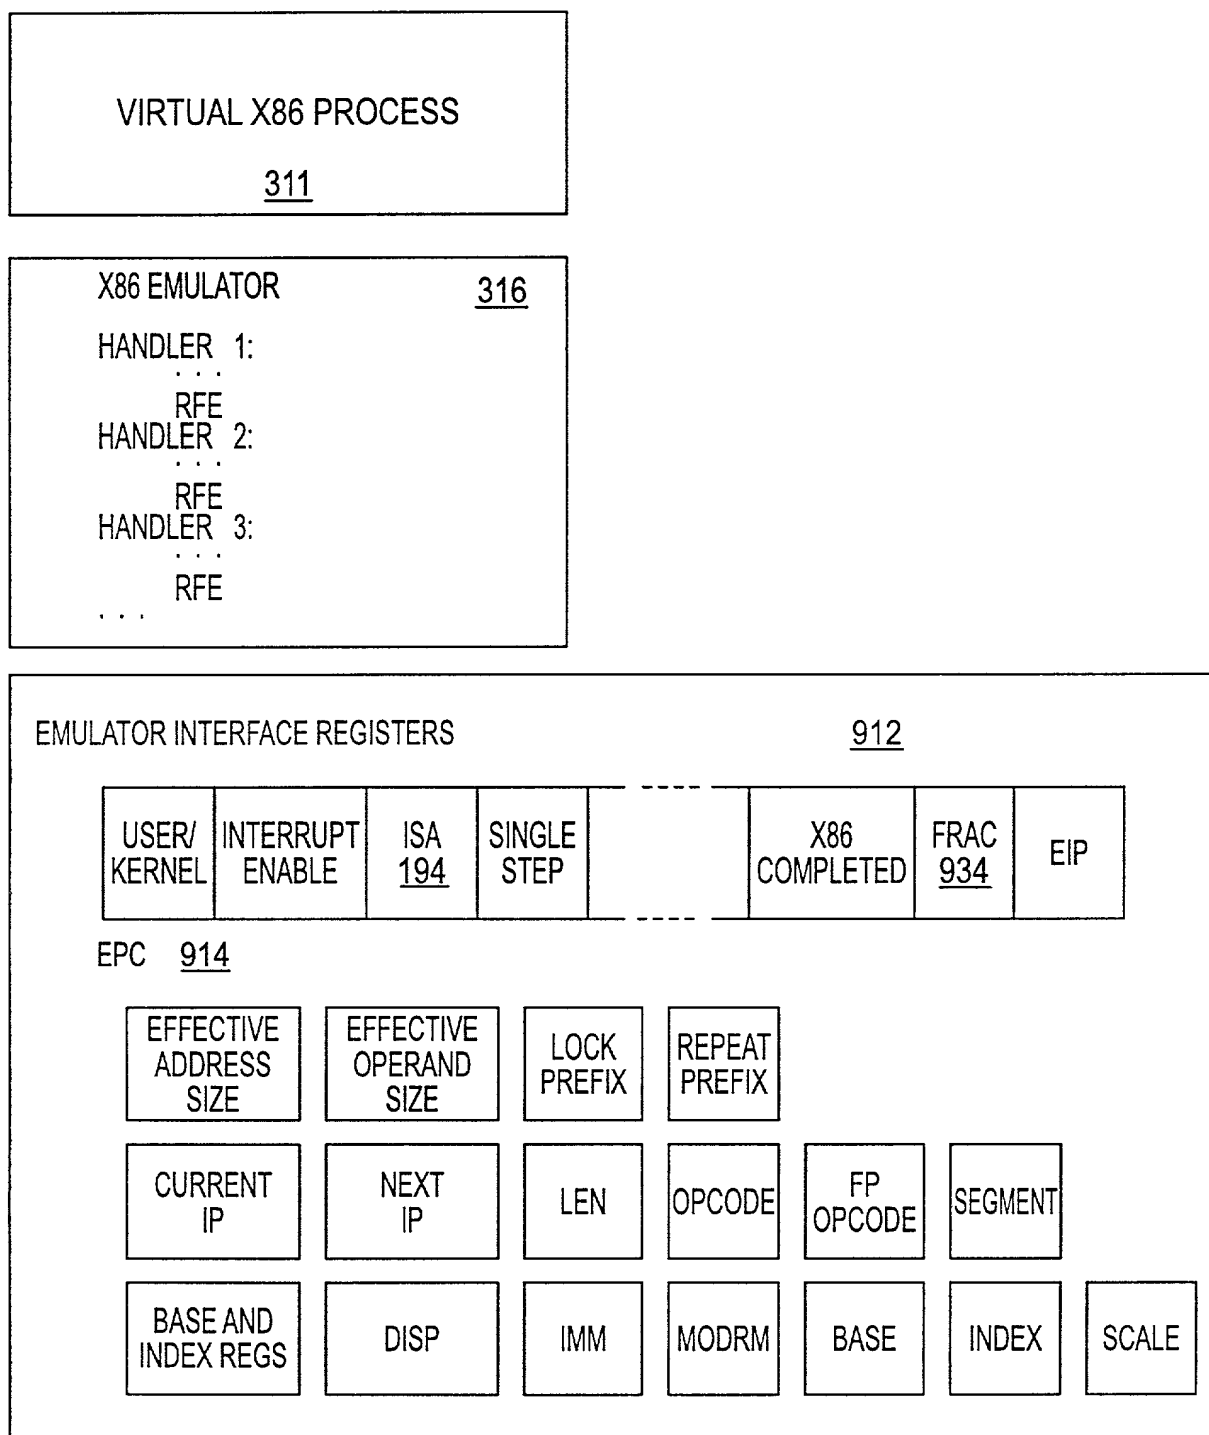 VIRTUAL X86 PROCESS
311
X86 EMULATOR 316
HANDLER 1:
. . .
RFE
HANDLER 2:
. . .
RFE
HANDLER 3:
. . .
RFE
. . .
EMULATOR INTERFACE REGISTERS 912
USER/ INTERRUPT ISA SINGLE X86 FRAC EIP
KERNEL ENABLE 194 STEP COMPLETED 934
EPC 914
EFFECTIVE EFFECTIVE LOCK REPEAT
ADDRESS OPERAND PREFIX PREFIX
SIZE SIZE
CURRENT NEXT LEN OPCODE FP SEGMENT
IP IP OPCODE
BASE AND DISP IMM MODRM BASE INDEX SCALE
INDEX REGS